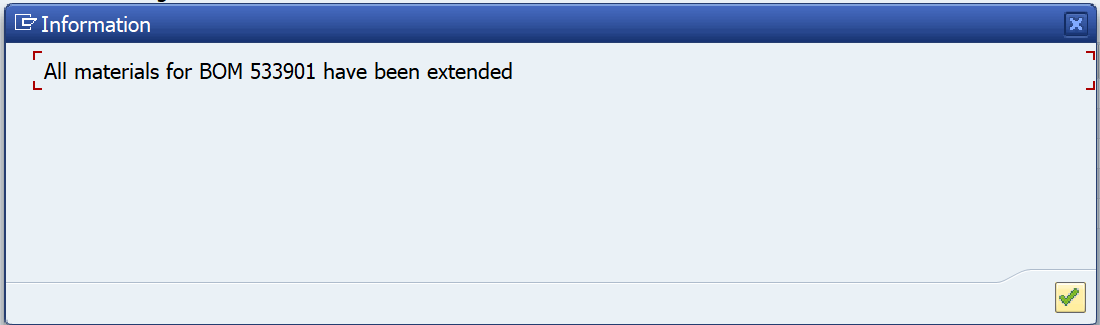 Information
All materials for BOM 533901 have been extended